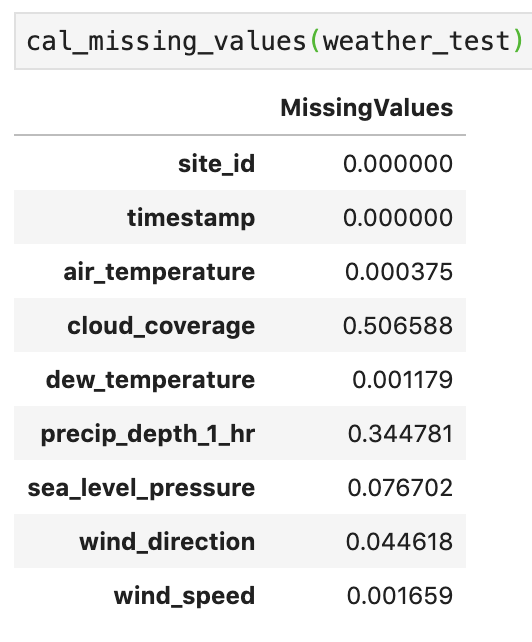 cal_missing_values(weather_test)
MissingValues
site_id 0.000000
timestamp 0.000000
air_temperature 0.000375
cloud_coverage 0.506588
dew_temperature 0.001179
precip_depth_1_hr 0.344781
sea_level_pressure 0.076702
wind_direction 0.044618
wind_speed 0.001659